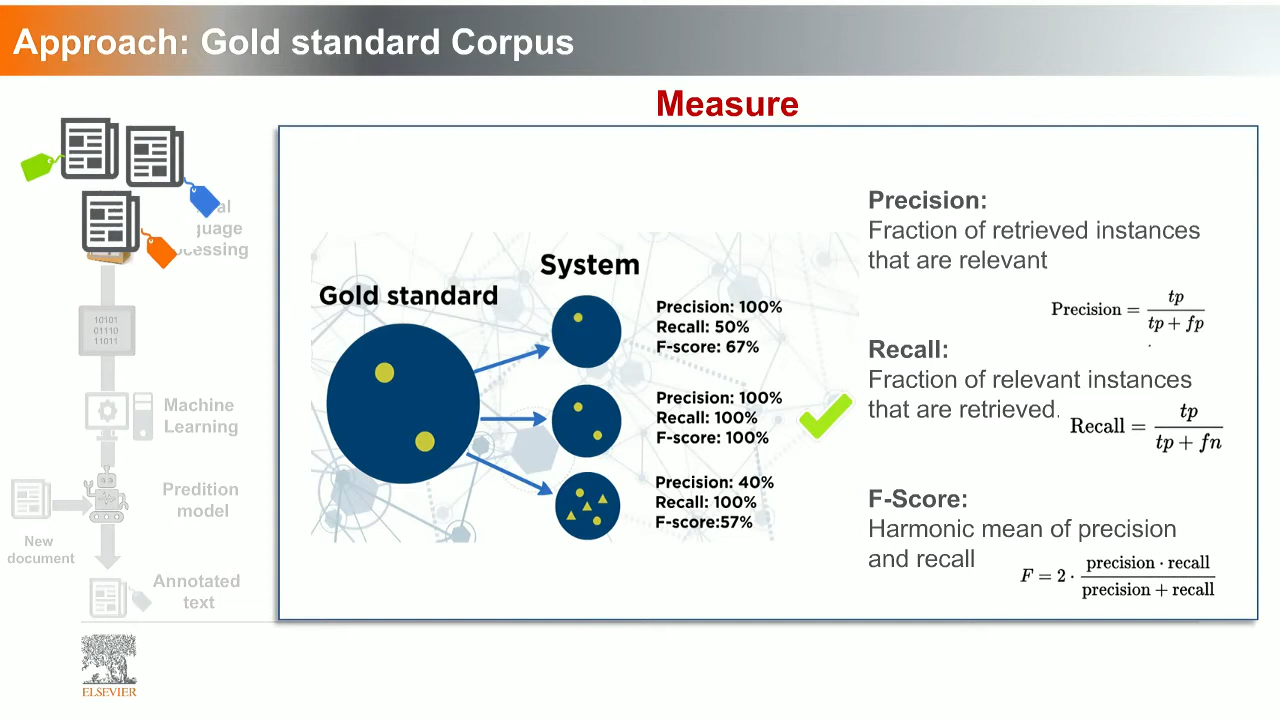 Approach: Gold standard Corpus
Measure
guage
10101
01110
11011
Machine
Learning
Predition
model
New
document
Annotated
text
ELSEVIER
System
Gold standard
Precision: 100%
Recall: 50%
F-score: 67%
Precision: 100%
Recall: 100%
F-score: 100%
Precision: 40%
Recall: 100%
F-score:57%
Precision:
Fraction of retrieved instances
that are relevant
Precision = tp / tp + fp
Recall:
Fraction of relevant instances
that are retrieved.
Recall = tp / tp + fn
F-Score:
Harmonic mean of precision
and recall
F = 2 · precision · recall / precision + recall